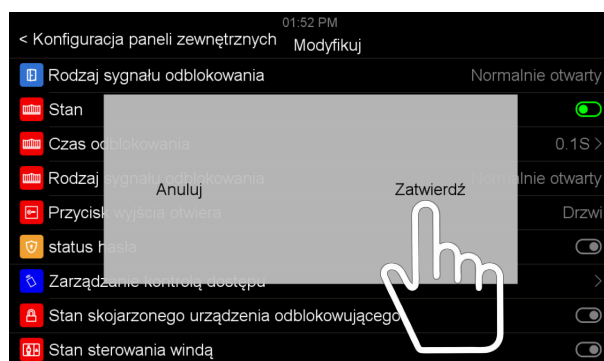 01:52 PM
< Konfiguracja paneli zewnętrznych Modyfikuj
Rodzaj sygnału odblokowania Normalnie otwarty
Stan
Czas odblokowania 0.1S >
Rodzaj sygnału odblokowania Normalnie otwarty
Anuluj Zatwierdź
Przycisk wyjścia otwiera Drzwi
status hasła
Zarządzanie kontrolą dostępu >
Stan skojarzonego urządzenia odblokowującego
Stan sterowania windą